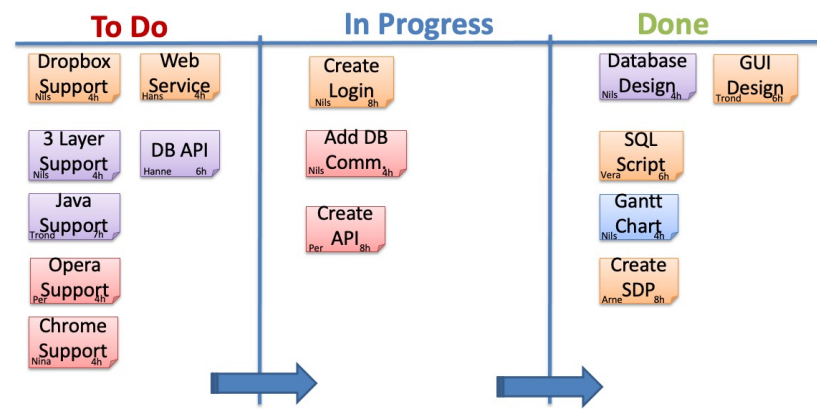 To Do
In Progress
Done
Dropbox
Support
Nils 4h
Web
Service
Hans 4h
3 Layer
Support
Nils 4h
DB API
Hanne 6h
Java
Support
Trond 7h
Opera
Support
Per 4h
Chrome
Support
Nina 4h
Create
Login
Nils 8h
Add DB
Comm.
Nils 4h
Create
API
Per 8h
Database
Design
Nils 4h
GUI
Design
Trond 6h
SQL
Script
Vera 6h
Gantt
Chart
Nils 4h
Create
SDP
Arne 8h